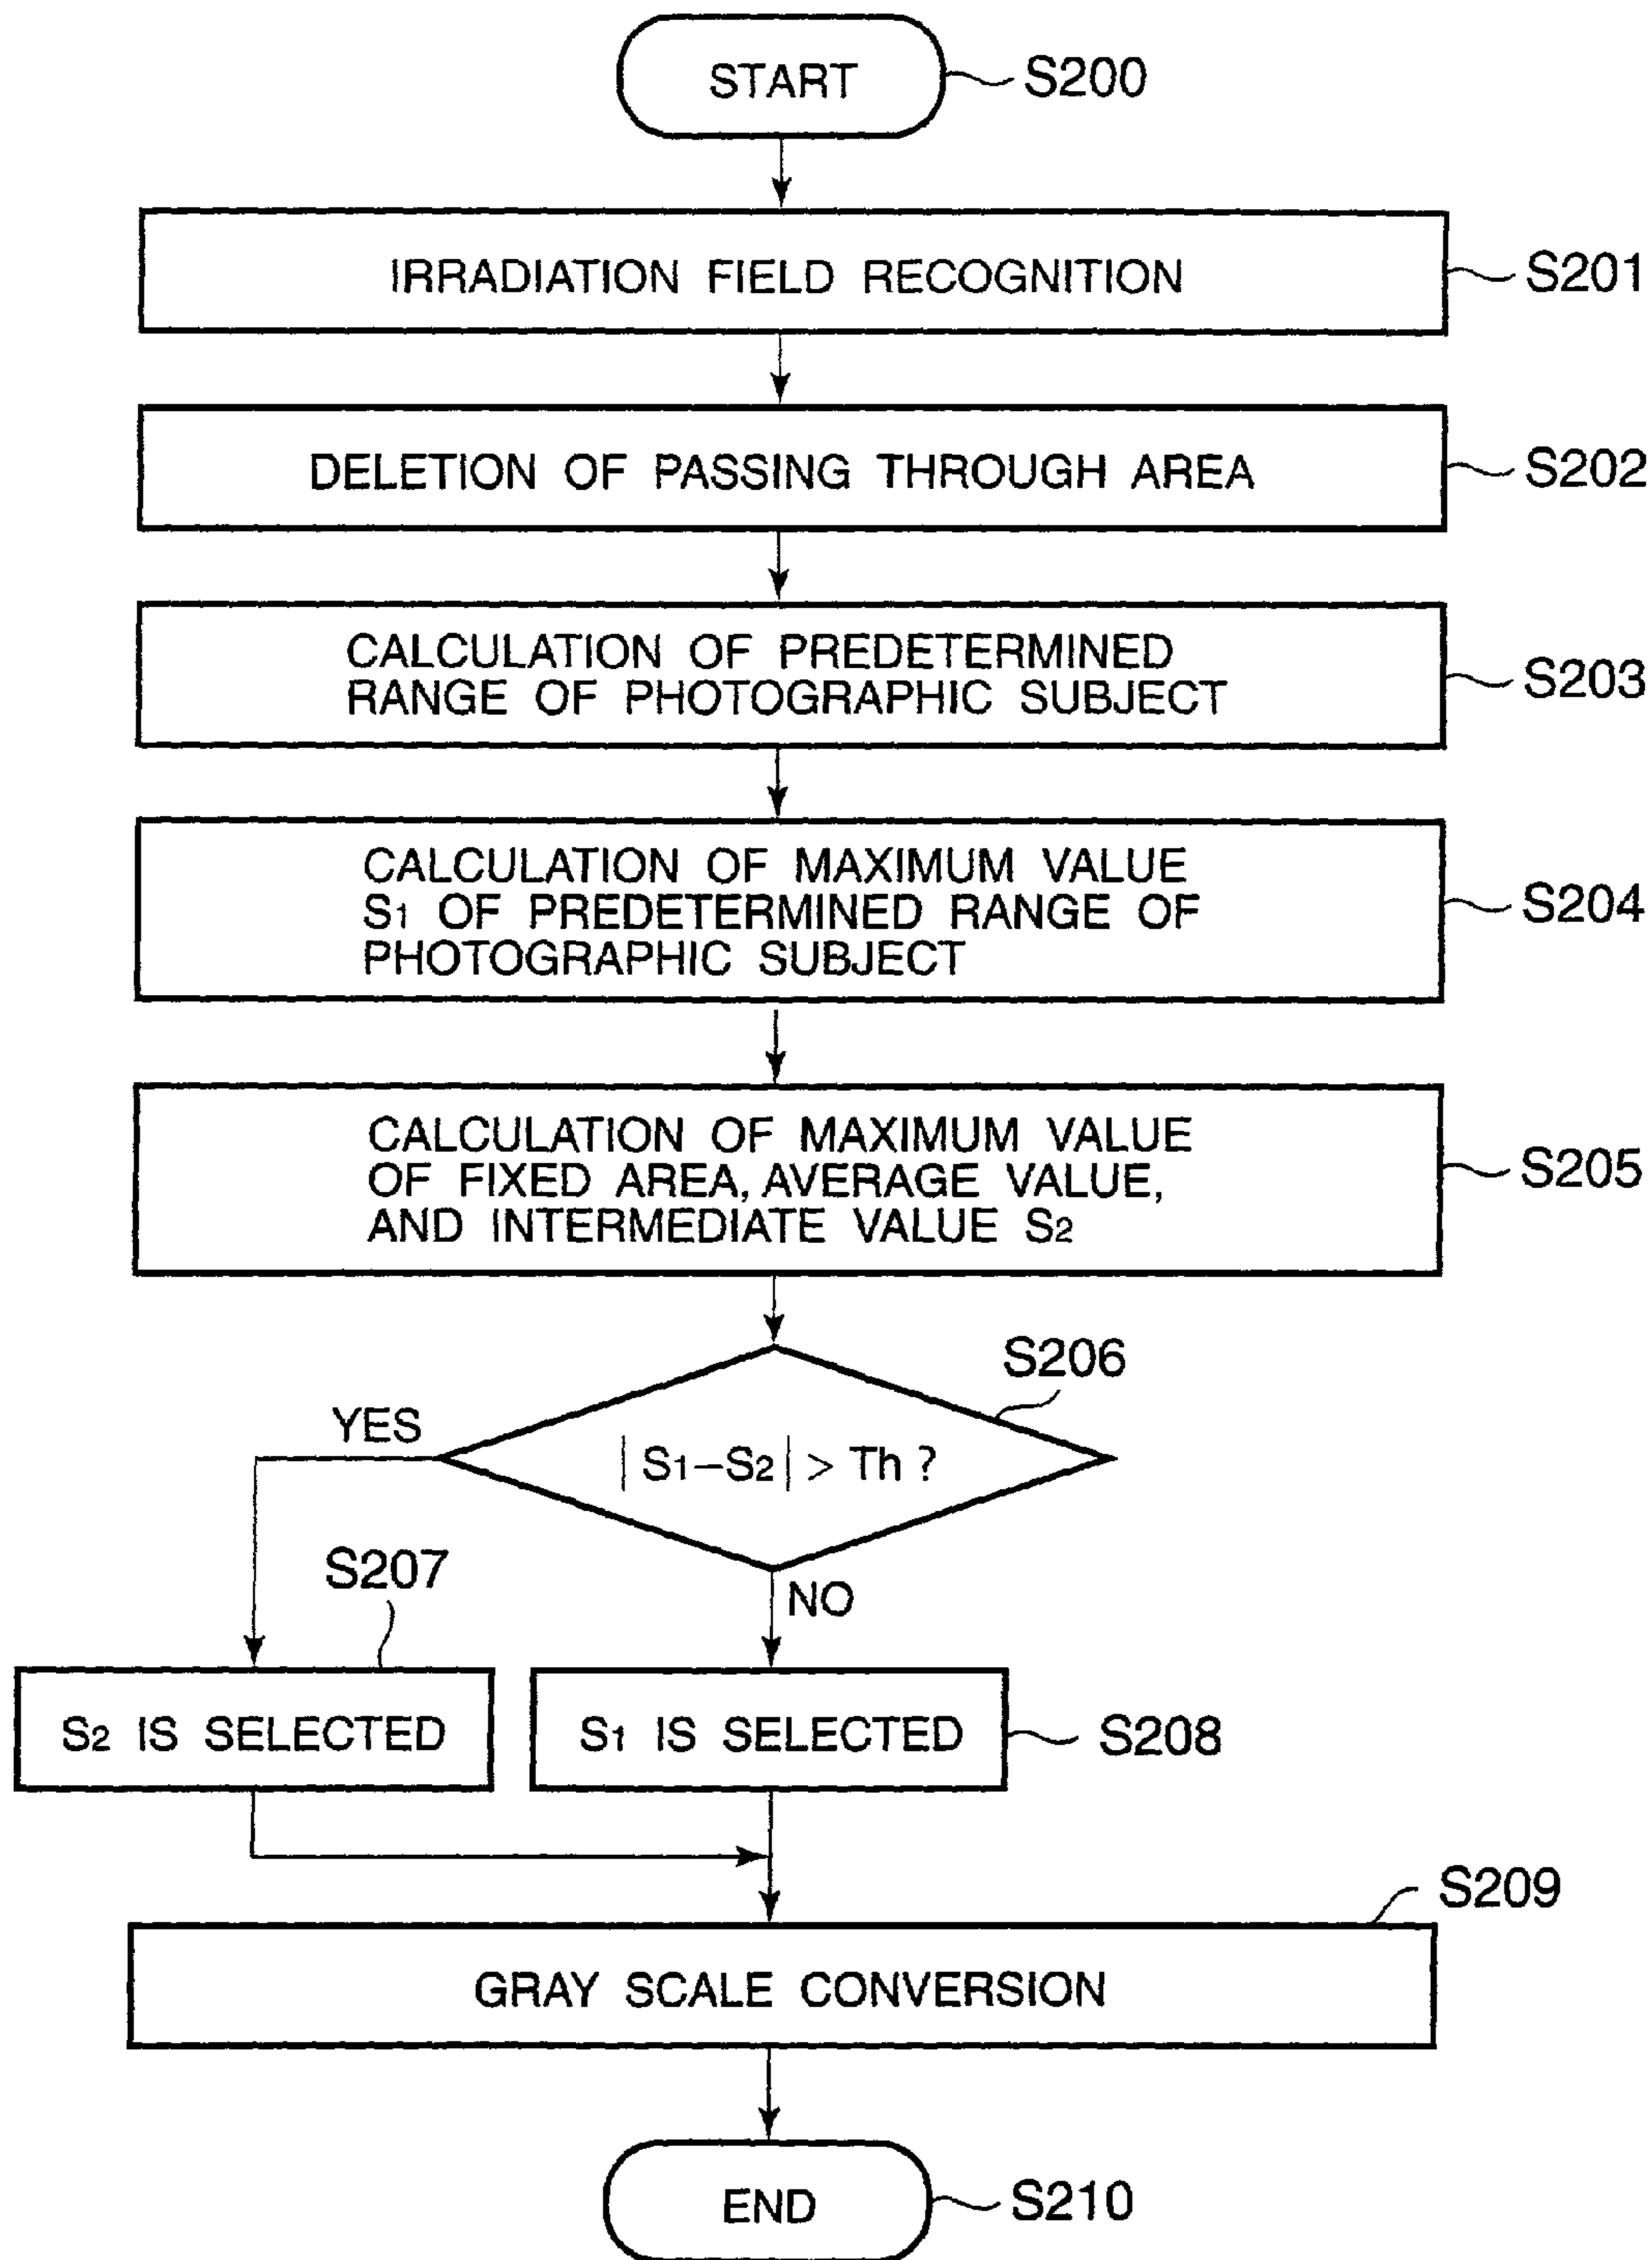 START
S200
IRRADIATION FIELD RECOGNITION
S201
DELETION OF PASSING THROUGH AREA
S202
CALCULATION OF PREDETERMINED
RANGE OF PHOTOGRAPHIC SUBJECT
S203
CALCULATION OF MAXIMUM VALUE
S1 OF PREDETERMINED RANGE OF
PHOTOGRAPHIC SUBJECT
S204
CALCULATION OF MAXIMUM VALUE
OF FIXED AREA, AVERAGE VALUE,
AND INTERMEDIATE VALUE S2
S205
S206
YES
|S1–S2| > Th ?
NO
S207
S2 IS SELECTED
S1 IS SELECTED
S208
S209
GRAY SCALE CONVERSION
END
S210